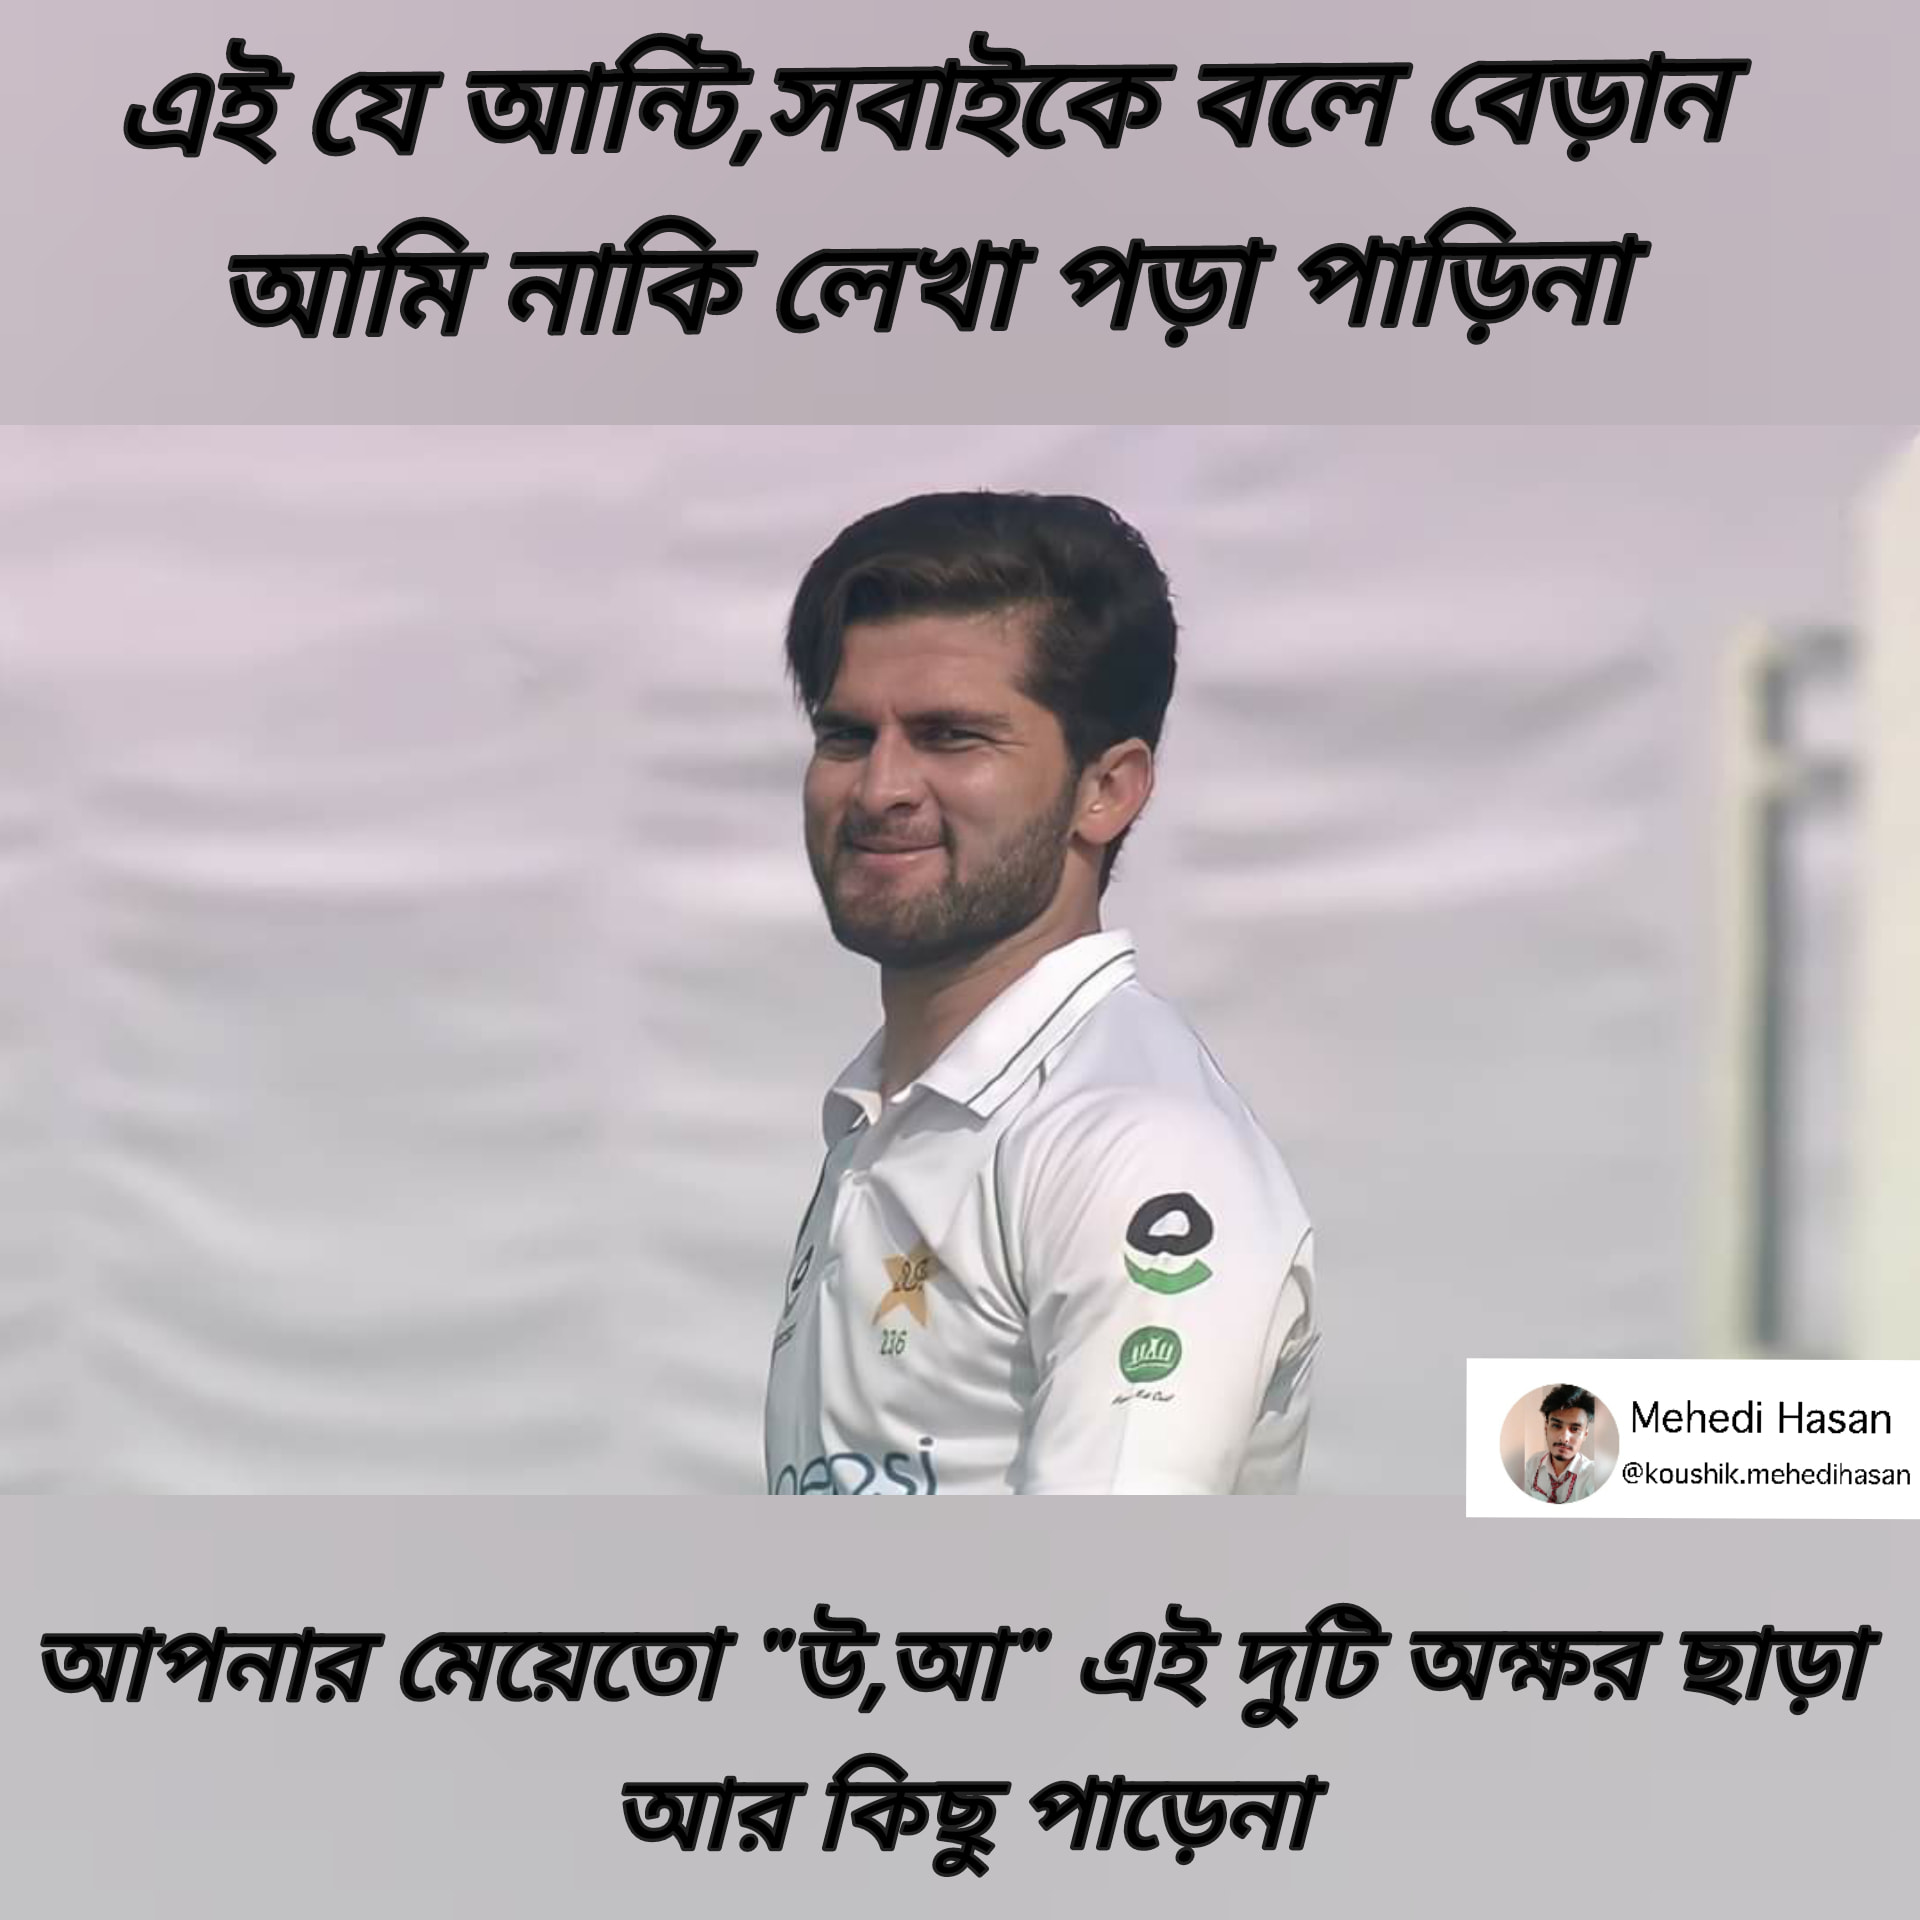 এই যে আন্টি,সবাইকে বলে বেড়ান
আমি নাকি লেখা পড়া পাড়িনা
236
pepsi
Mehedi Hasan
@koushik.mehedihasan
আপনার মেয়েতো "উ,আ" এই দুটি অক্ষর ছাড়া
আর কিছু পাড়েনা